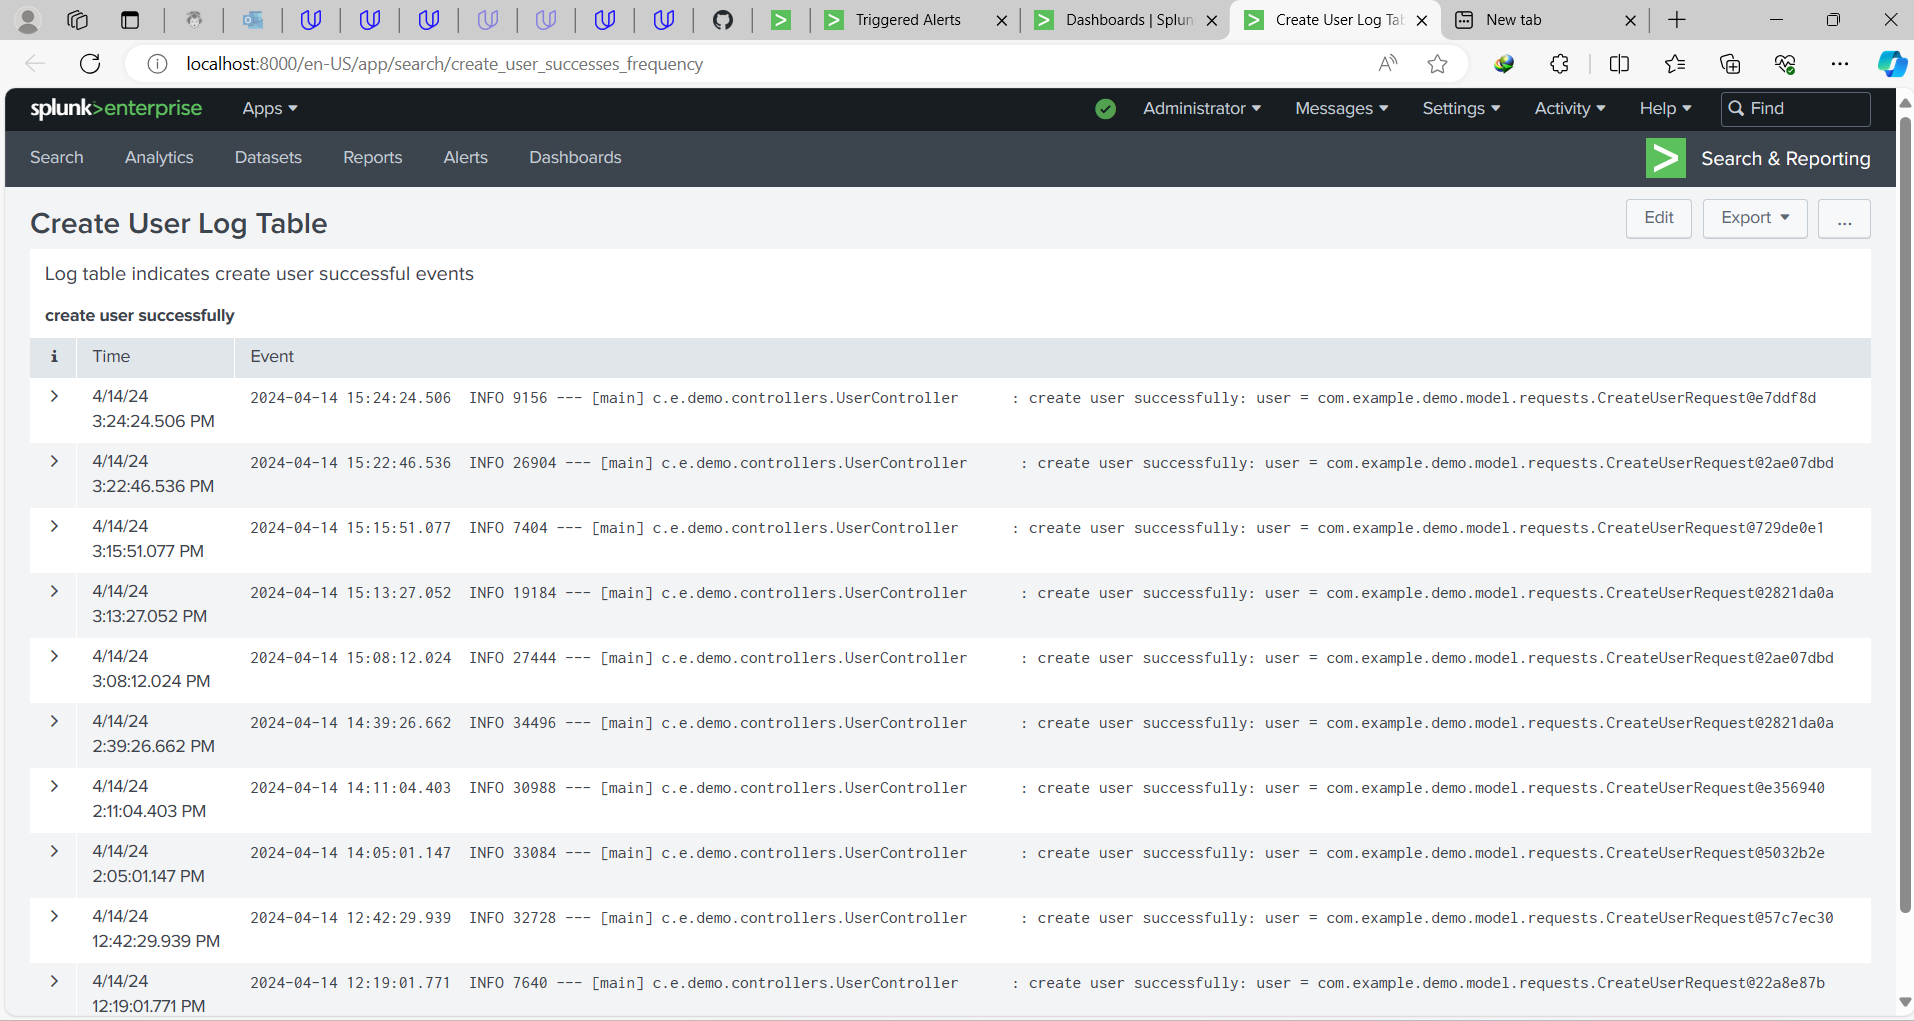 Triggered Alerts
Dashboards | Splun
Create User Log Ta
New tab
localhost:8000/en-US/app/search/create_user_successes_frequency
splunk>enterprise
Apps
Administrator
Messages
Settings
Activity
Help
Find
Search
Analytics
Datasets
Reports
Alerts
Dashboards
Search & Reporting
Create User Log Table
Edit
Export
...
Log table indicates create user successful events
create user successfully
i Time Event
4/14/24 2024-04-14 15:24:24.506 INFO 9156 --- [main] c.e.demo.controllers.UserController : create user successfully: user = com.example.demo.model.requests.CreateUserRequest@e7ddf8d
3:24:24.506 PM
4/14/24 2024-04-14 15:22:46.536 INFO 26904 --- [main] c.e.demo.controllers.UserController : create user successfully: user = com.example.demo.model.requests.CreateUserRequest@2ae07dbd
3:22:46.536 PM
4/14/24 2024-04-14 15:15:51.077 INFO 7404 --- [main] c.e.demo.controllers.UserController : create user successfully: user = com.example.demo.model.requests.CreateUserRequest@729de0e1
3:15:51.077 PM
4/14/24 2024-04-14 15:13:27.052 INFO 19184 --- [main] c.e.demo.controllers.UserController : create user successfully: user = com.example.demo.model.requests.CreateUserRequest@2821da0a
3:13:27.052 PM
4/14/24 2024-04-14 15:08:12.024 INFO 27444 --- [main] c.e.demo.controllers.UserController : create user successfully: user = com.example.demo.model.requests.CreateUserRequest@2ae07dbd
3:08:12.024 PM
4/14/24 2024-04-14 14:39:26.662 INFO 34496 --- [main] c.e.demo.controllers.UserController : create user successfully: user = com.example.demo.model.requests.CreateUserRequest@2821da0a
2:39:26.662 PM
4/14/24 2024-04-14 14:11:04.403 INFO 30988 --- [main] c.e.demo.controllers.UserController : create user successfully: user = com.example.demo.model.requests.CreateUserRequest@e356940
2:11:04.403 PM
4/14/24 2024-04-14 14:05:01.147 INFO 33084 --- [main] c.e.demo.controllers.UserController : create user successfully: user = com.example.demo.model.requests.CreateUserRequest@5032b2e
2:05:01.147 PM
4/14/24 2024-04-14 12:42:29.939 INFO 32728 --- [main] c.e.demo.controllers.UserController : create user successfully: user = com.example.demo.model.requests.CreateUserRequest@57c7ec30
12:42:29.939 PM
4/14/24 2024-04-14 12:19:01.771 INFO 7640 --- [main] c.e.demo.controllers.UserController : create user successfully: user = com.example.demo.model.requests.CreateUserRequest@22a8e87b
12:19:01.771 PM